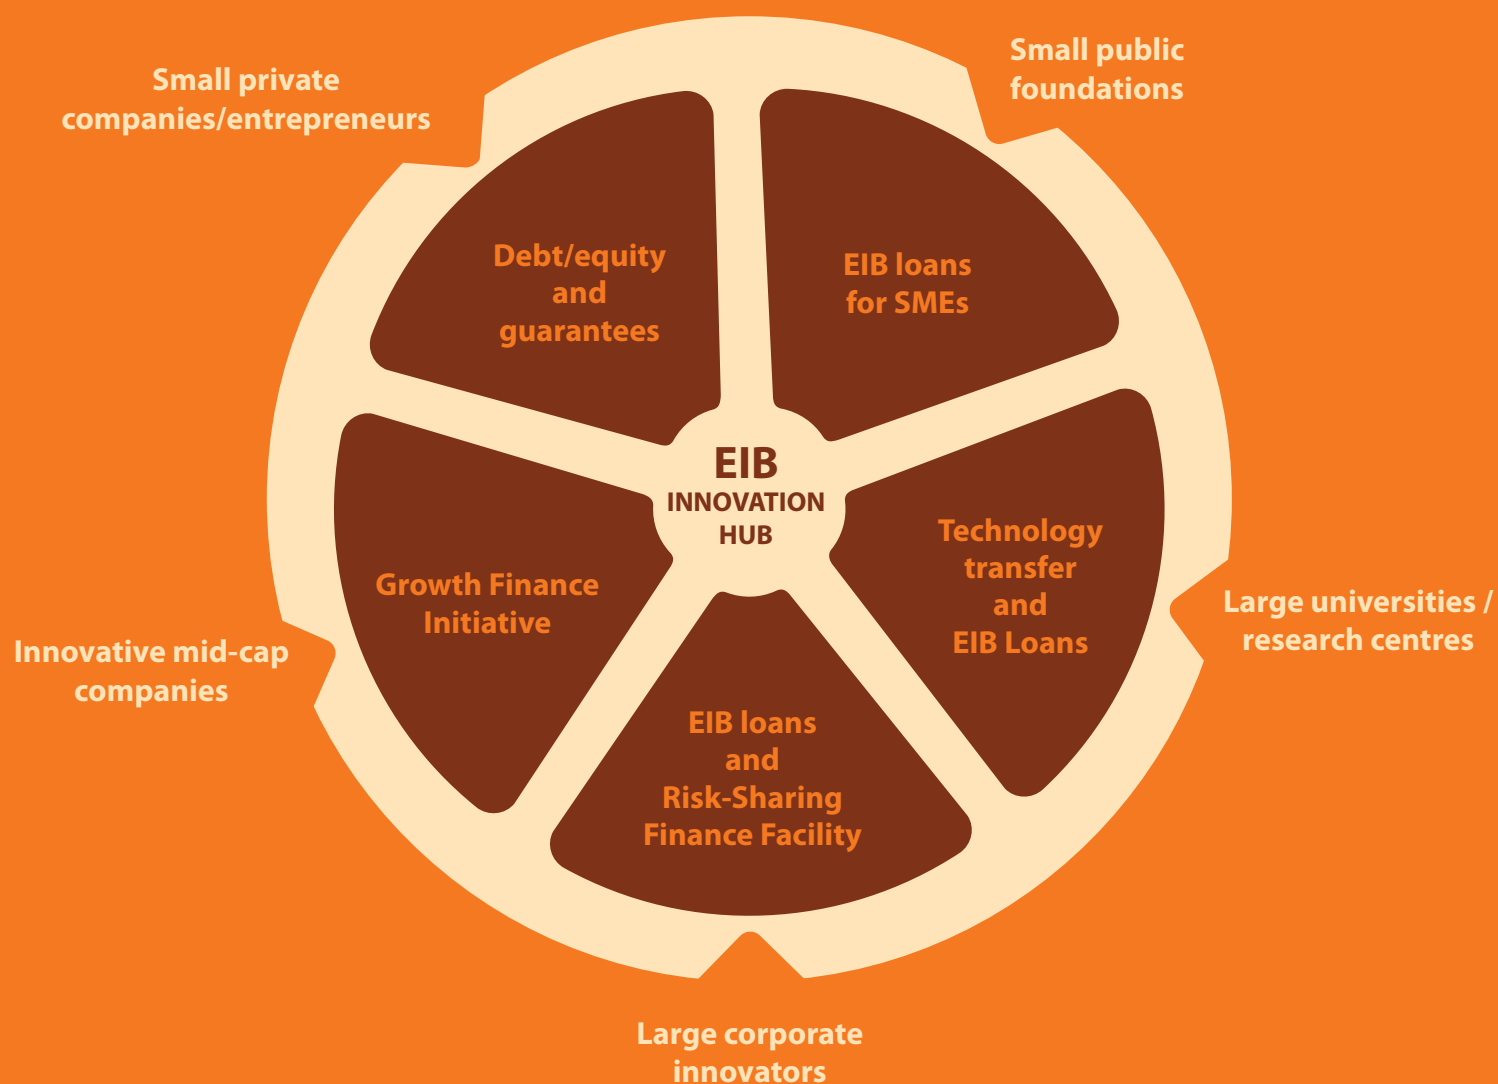 Small private
companies/entrepreneurs
Small public
foundations
Debt/equity
and
guarantees
EIB loans
for SMEs
EIB
INNOVATION
HUB
Growth Finance
Initiative
Technology
transfer
and
EIB Loans
Innovative mid-cap
companies
Large universities /
research centres
EIB loans
and
Risk-Sharing
Finance Facility
Large corporate
innovators